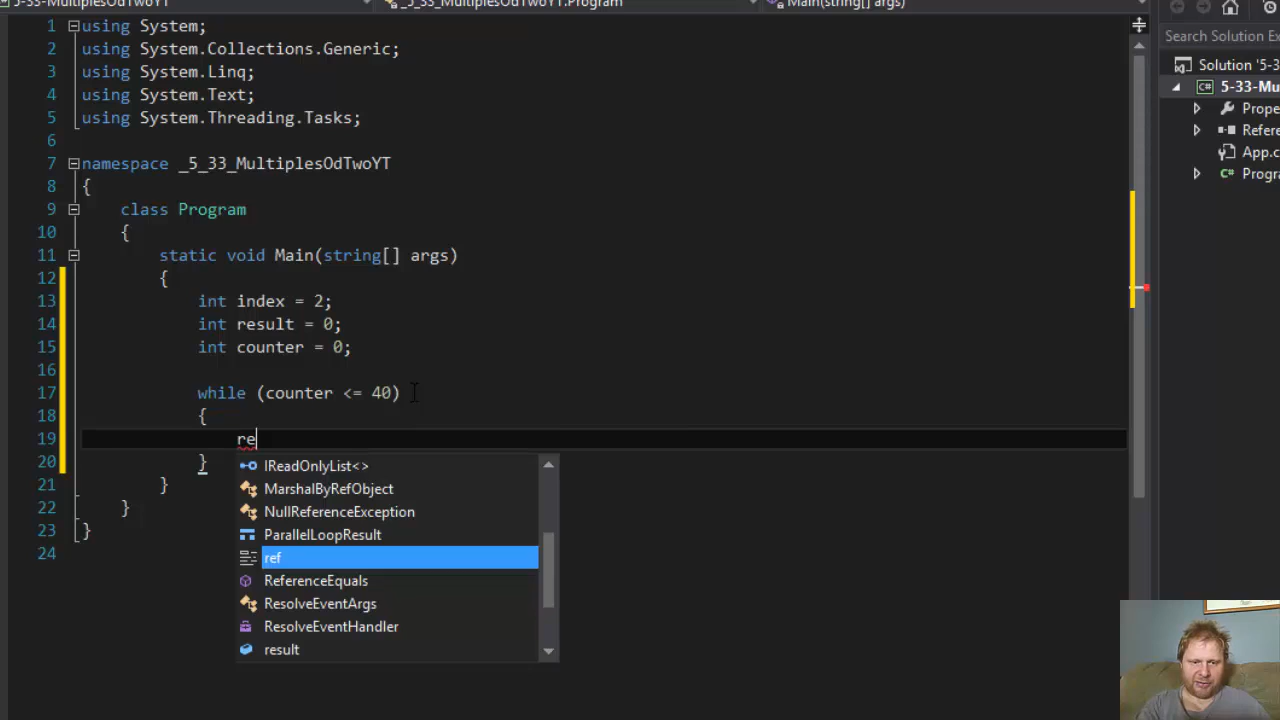 5-33-MultiplesOdTwoYT
_5_33_MultiplesOdTwoYT.Program
Main(string[] args)
1 using System;
2 using System.Collections.Generic;
3 using System.Linq;
4 using System.Text;
5 using System.Threading.Tasks;
6
7 namespace _5_33_MultiplesOdTwoYT
8 {
9 class Program
10 {
11 static void Main(string[] args)
12 {
13 int index = 2;
14 int result = 0;
15 int counter = 0;
16
17 while (counter <= 40)
18 {
19 re
20 }
21 }
22 }
23 }
24
IReadOnlyList<>
MarshalByRefObject
NullReferenceException
ParallelLoopResult
ref
ReferenceEquals
ResolveEventArgs
ResolveEventHandler
result
Search Solution Ex
Solution '5-3
C# 5-33-Mu
Prope
Refere
App.c
C# Progr